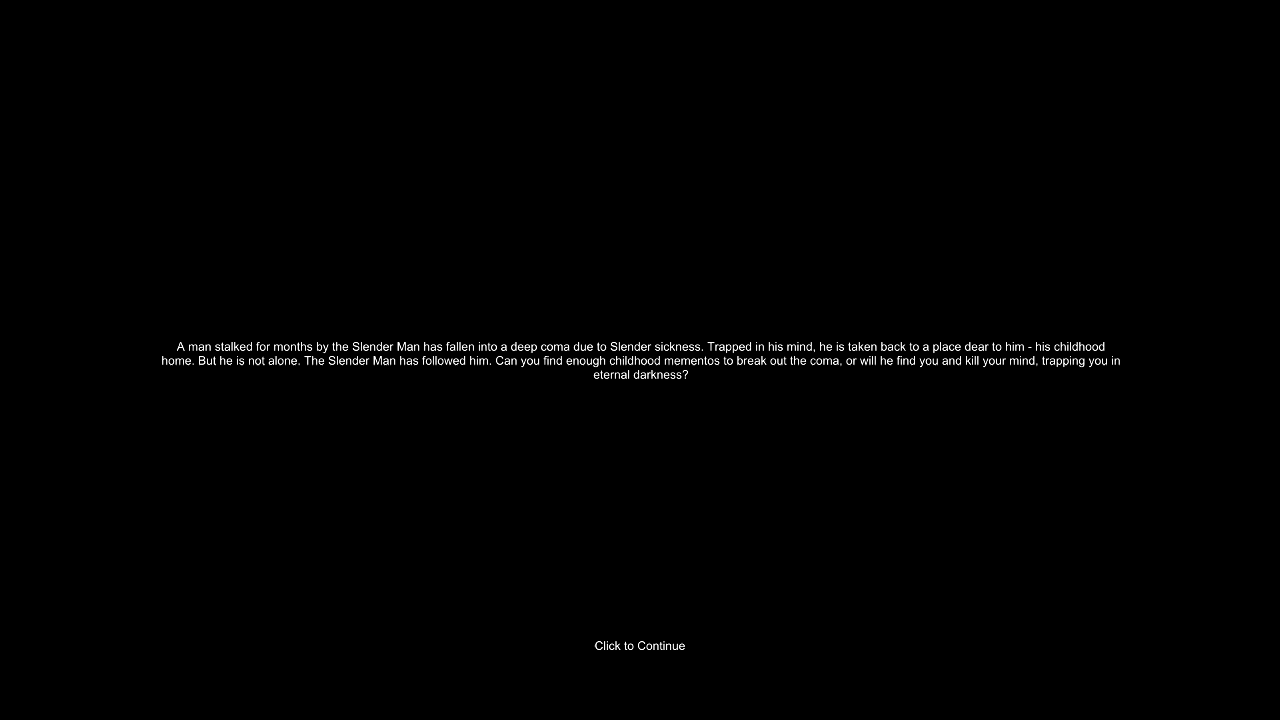 A man stalked for months by the Slender Man has fallen into a deep coma due to Slender sickness. Trapped in his mind, he is taken back to a place dear to him - his childhood
home. But he is not alone. The Slender Man has followed him. Can you find enough childhood mementos to break out the coma, or will he find you and kill your mind, trapping you in
eternal darkness?
Click to Continue